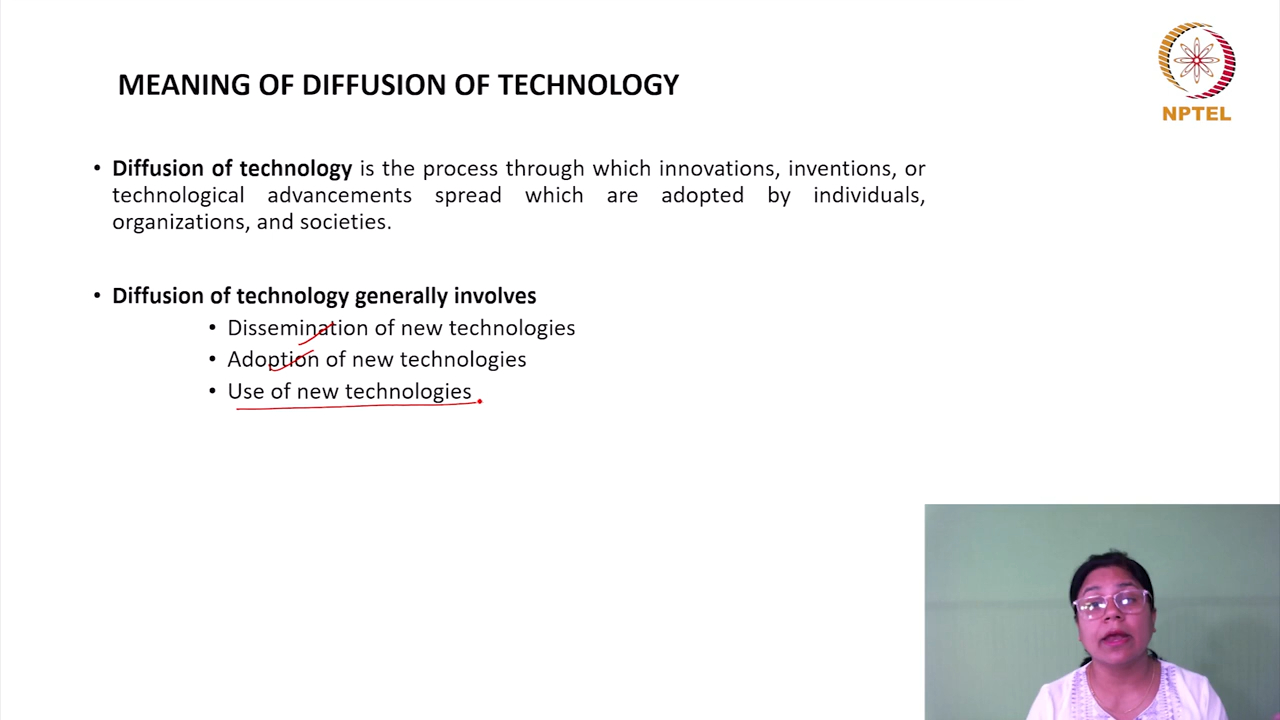 MEANING OF DIFFUSION OF TECHNOLOGY
NPTEL
• Diffusion of technology is the process through which innovations, inventions, or
technological advancements spread which are adopted by individuals,
organizations, and societies.
• Diffusion of technology generally involves
• Dissemination of new technologies
• Adoption of new technologies
• Use of new technologies